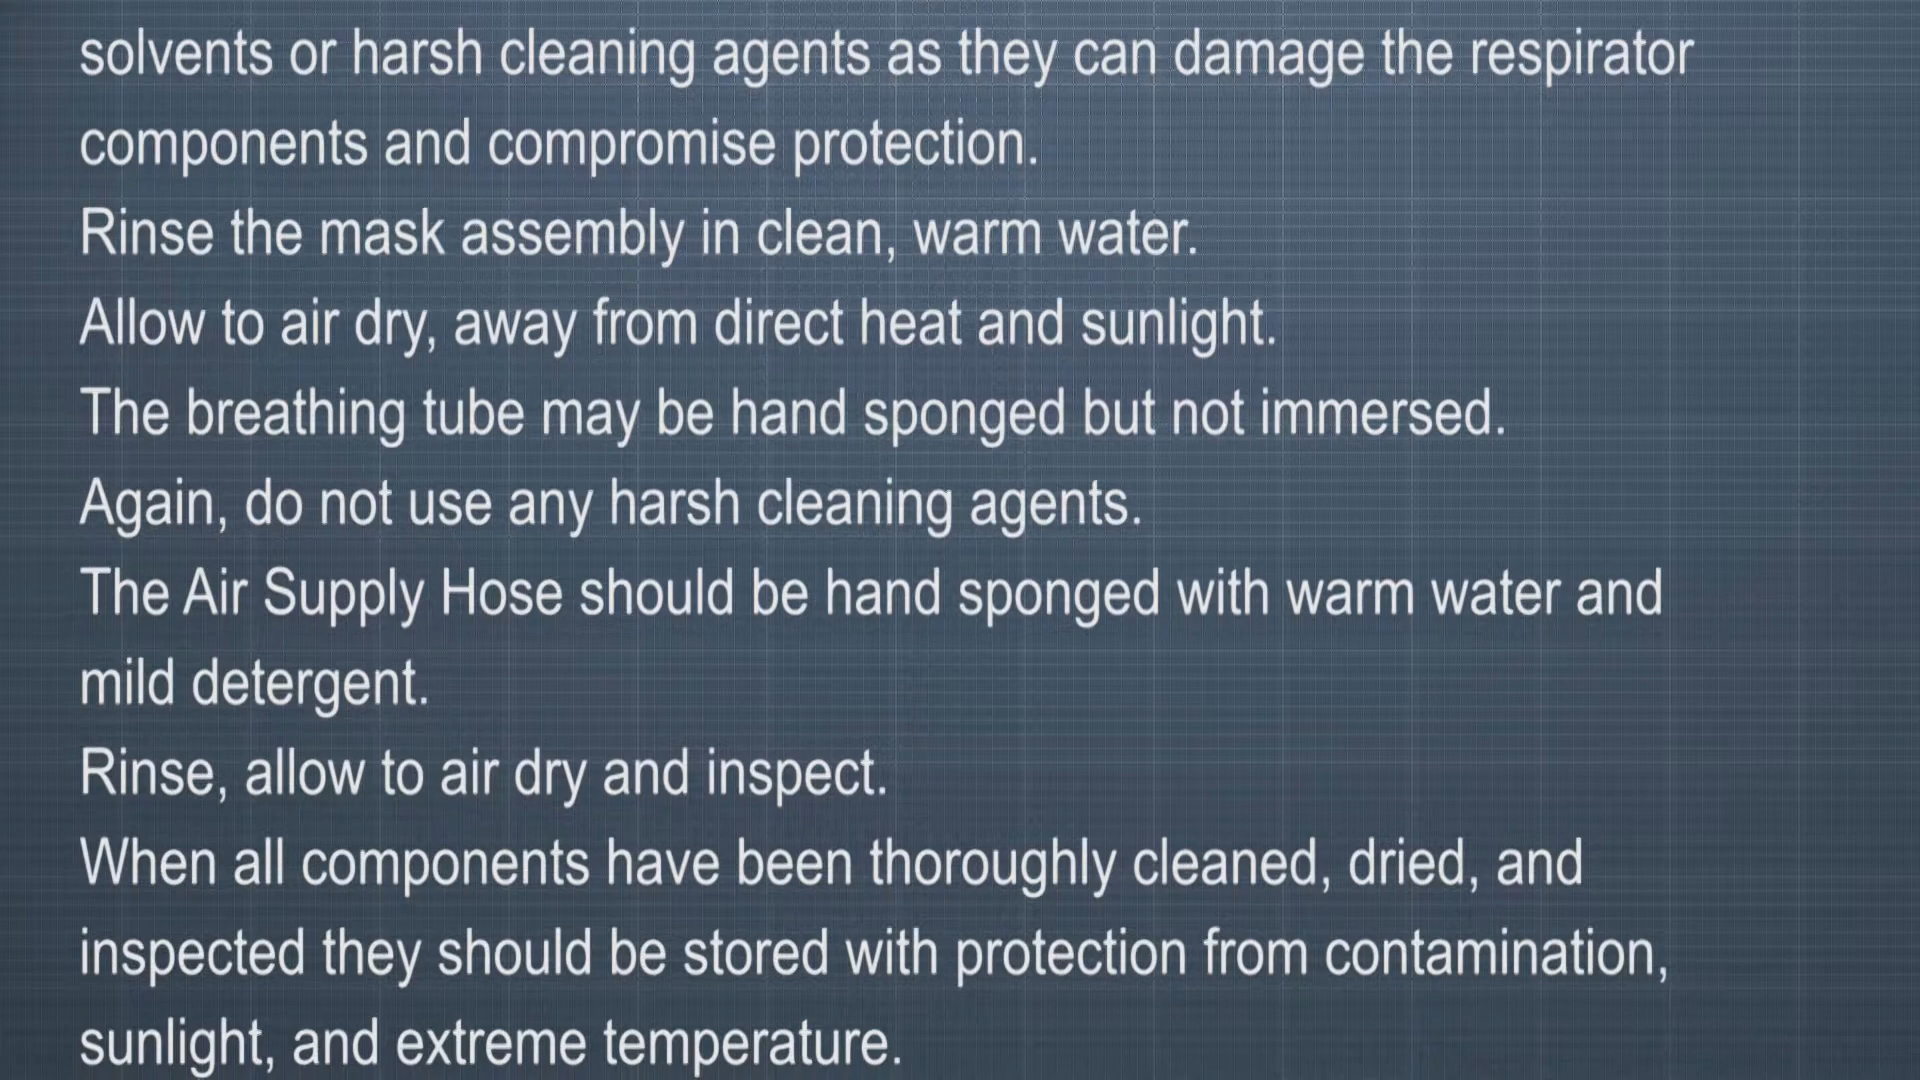 solvents or harsh cleaning agents as they can damage the respirator
components and compromise protection.
Rinse the mask assembly in clean, warm water.
Allow to air dry, away from direct heat and sunlight.
The breathing tube may be hand sponged but not immersed.
Again, do not use any harsh cleaning agents.
The Air Supply Hose should be hand sponged with warm water and
mild detergent.
Rinse, allow to air dry and inspect.
When all components have been thoroughly cleaned, dried, and
inspected they should be stored with protection from contamination,
sunlight, and extreme temperature.